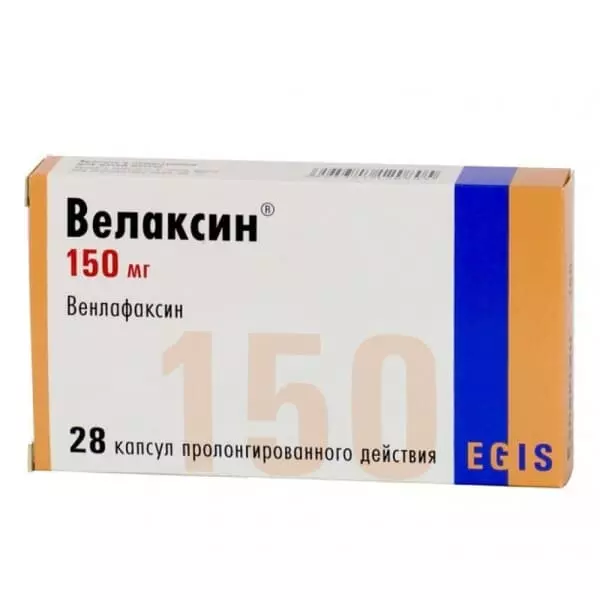 Велаксин®
150 мг
Венлафаксин
150
28 капсул пролонгированного действия
EGIS